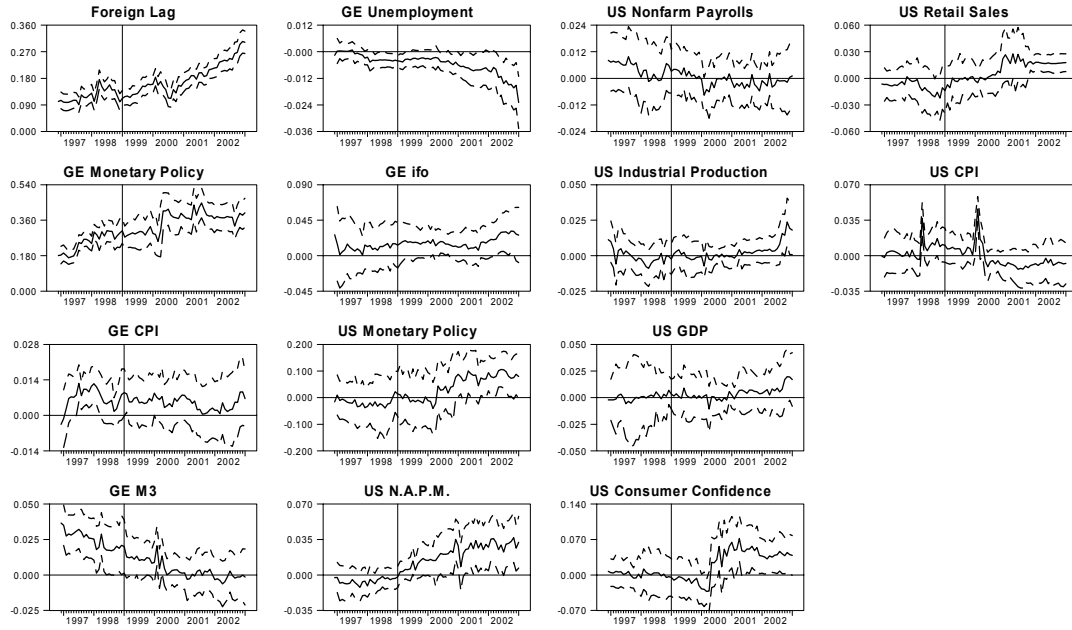 Foreign Lag
0.360
0.270
0.180
0.090
0.000
1997 1998 1999 2000 2001 2002
GE Unemployment
0.012
-0.000
-0.012
-0.024
-0.036
1997 1998 1999 2000 2001 2002
US Nonfarm Payrolls
0.024
0.012
0.000
-0.012
-0.024
1997 1998 1999 2000 2001 2002
US Retail Sales
0.060
0.030
0.000
-0.030
-0.060
1997 1998 1999 2000 2001 2002
GE Monetary Policy
0.540
0.360
0.180
0.000
1997 1998 1999 2000 2001 2002
GE ifo
0.090
0.045
0.000
-0.045
1997 1998 1999 2000 2001 2002
US Industrial Production
0.050
0.025
0.000
-0.025
1997 1998 1999 2000 2001 2002
US CPI
0.070
0.035
0.000
-0.035
1997 1998 1999 2000 2001 2002
GE CPI
0.028
0.014
0.000
-0.014
1997 1998 1999 2000 2001 2002
US Monetary Policy
0.200
0.100
0.000
-0.100
-0.200
1997 1998 1999 2000 2001 2002
US GDP
0.050
0.025
0.000
-0.025
-0.050
1997 1998 1999 2000 2001 2002
GE M3
0.050
0.025
0.000
-0.025
1997 1998 1999 2000 2001 2002
US N.A.P.M.
0.070
0.035
0.000
-0.035
1997 1998 1999 2000 2001 2002
US Consumer Confidence
0.140
0.070
0.000
-0.070
1997 1998 1999 2000 2001 2002